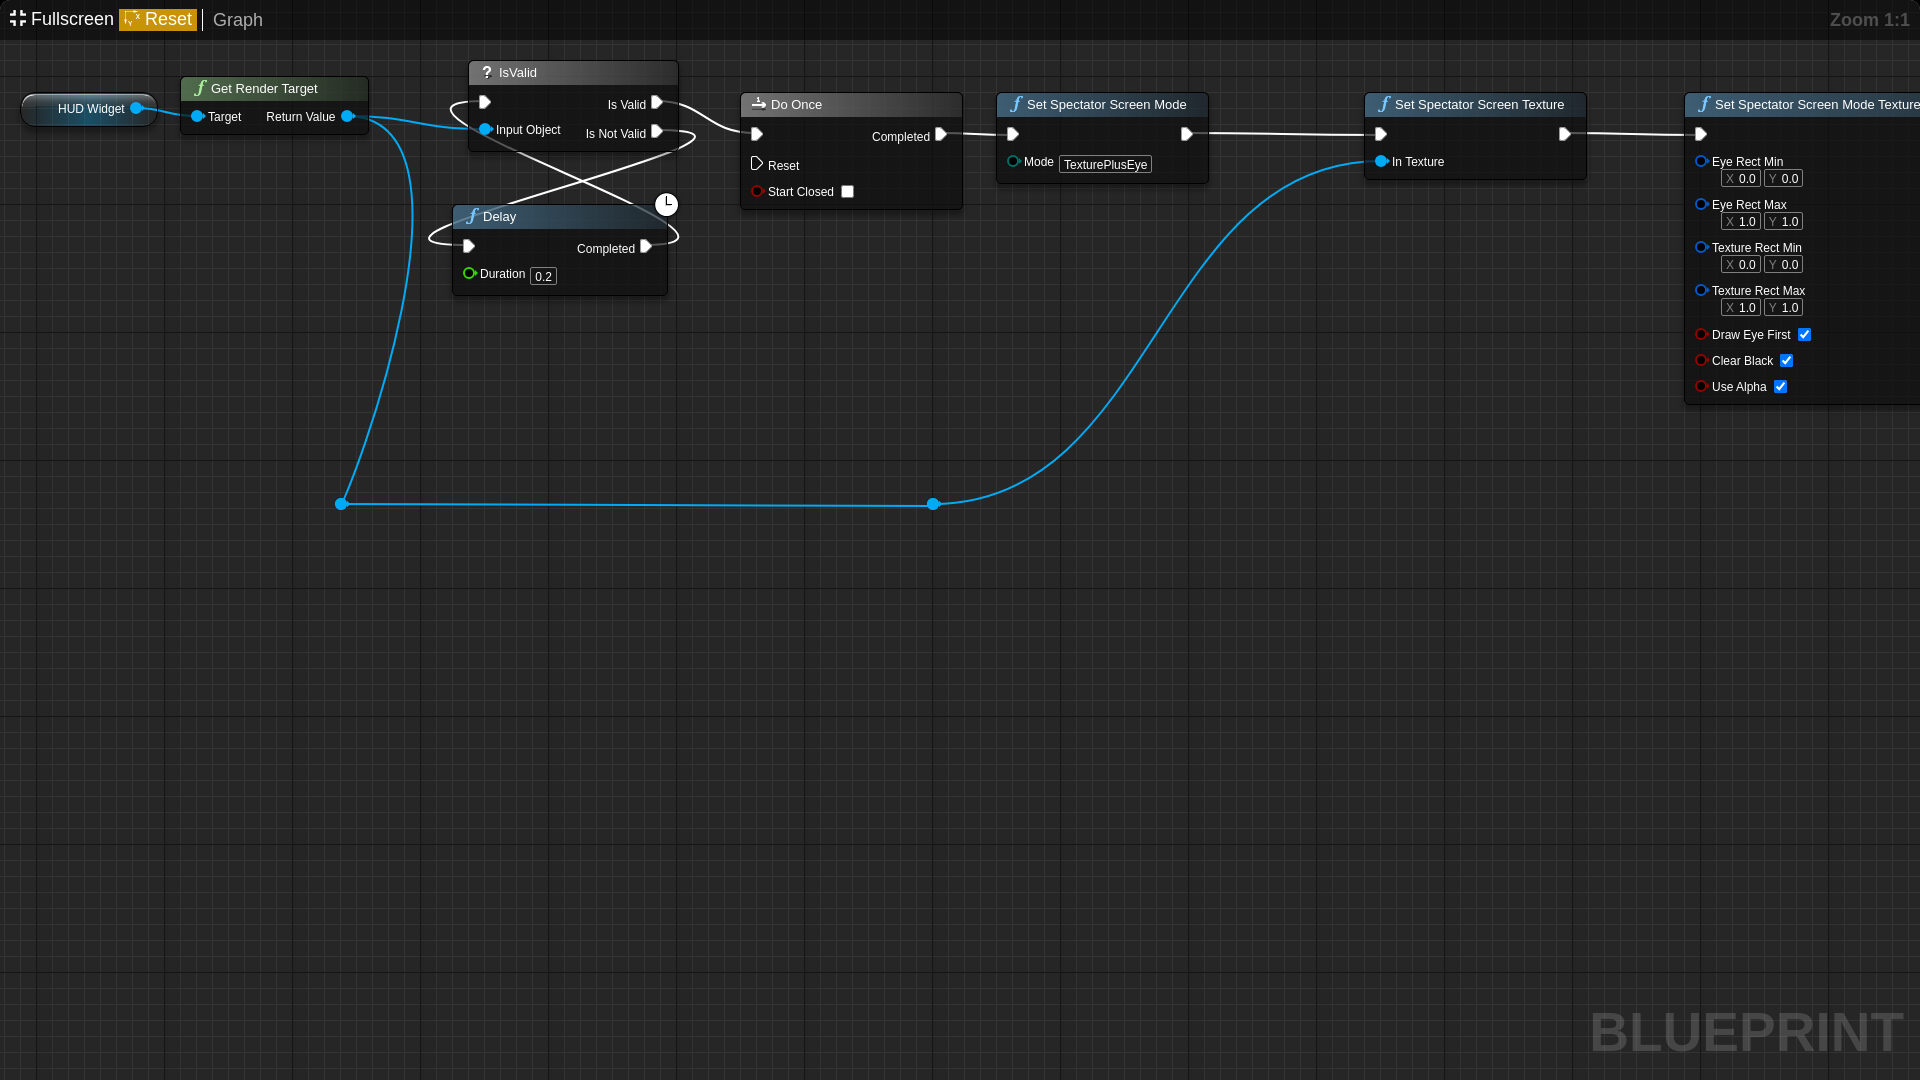 Fullscreen Reset Graph
Zoom 1:1
HUD Widget
Get Render Target
Target Return Value
? IsValid
Is Valid
Input Object
Is Not Valid
Delay
Completed
Duration 0.2
Do Once
Completed
Reset
Start Closed
Set Spectator Screen Mode
Mode TexturePlusEye
Set Spectator Screen Texture
In Texture
Set Spectator Screen Mode Texture
Eye Rect Min
X 0.0 Y 0.0
Eye Rect Max
X 1.0 Y 1.0
Texture Rect Min
X 0.0 Y 0.0
Texture Rect Max
X 1.0 Y 1.0
Draw Eye First
Clear Black
Use Alpha
BLUEPRINT